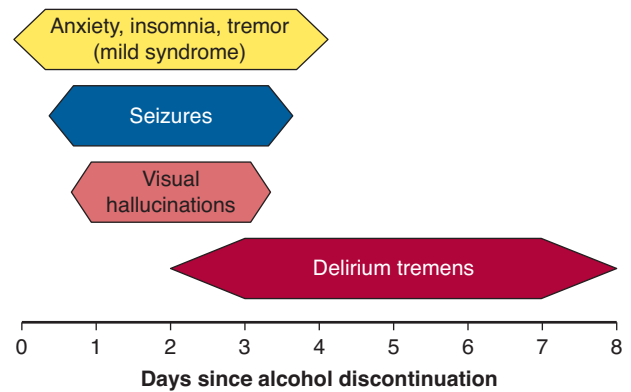 Anxiety, insomnia, tremor
(mild syndrome)
Seizures
Visual
hallucinations
Delirium tremens
0 1 2 3 4 5 6 7 8
Days since alcohol discontinuation